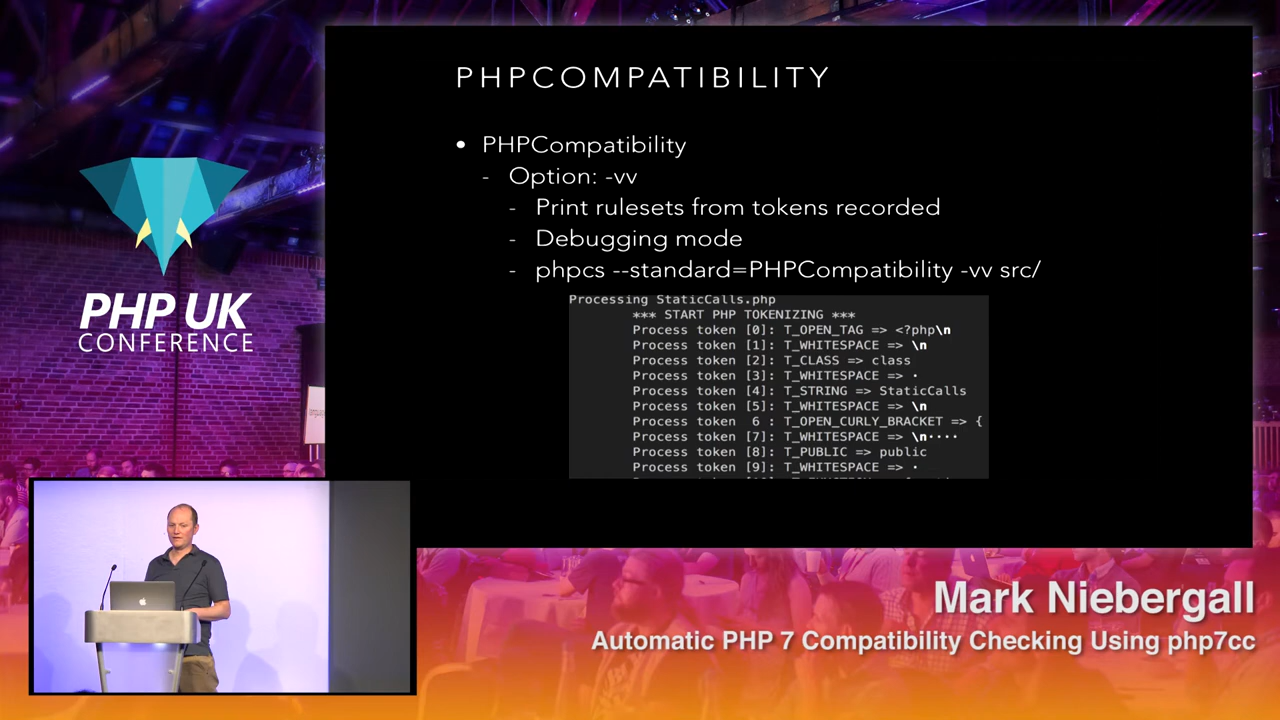 PHPCOMPATIBILITY
• PHPCompatibility
- Option: -vv
- Print rulesets from tokens recorded
- Debugging mode
- phpcs --standard=PHPCompatibility -vv src/
Processing StaticCalls.php
*** START PHP TOKENIZING ***
Process token [0]: T_OPEN_TAG => <?php\n
Process token [1]: T_WHITESPACE => \n
Process token [2]: T_CLASS => class
Process token [3]: T_WHITESPACE => ·
Process token [4]: T_STRING => StaticCalls
Process token [5]: T_WHITESPACE => \n
Process token 6 : T_OPEN_CURLY_BRACKET => {
Process token [7]: T_WHITESPACE => \n····
Process token [8]: T_PUBLIC => public
Process token [9]: T_WHITESPACE => ·
PHP UK
CONFERENCE
Mark Niebergall
Automatic PHP 7 Compatibility Checking Using php7cc